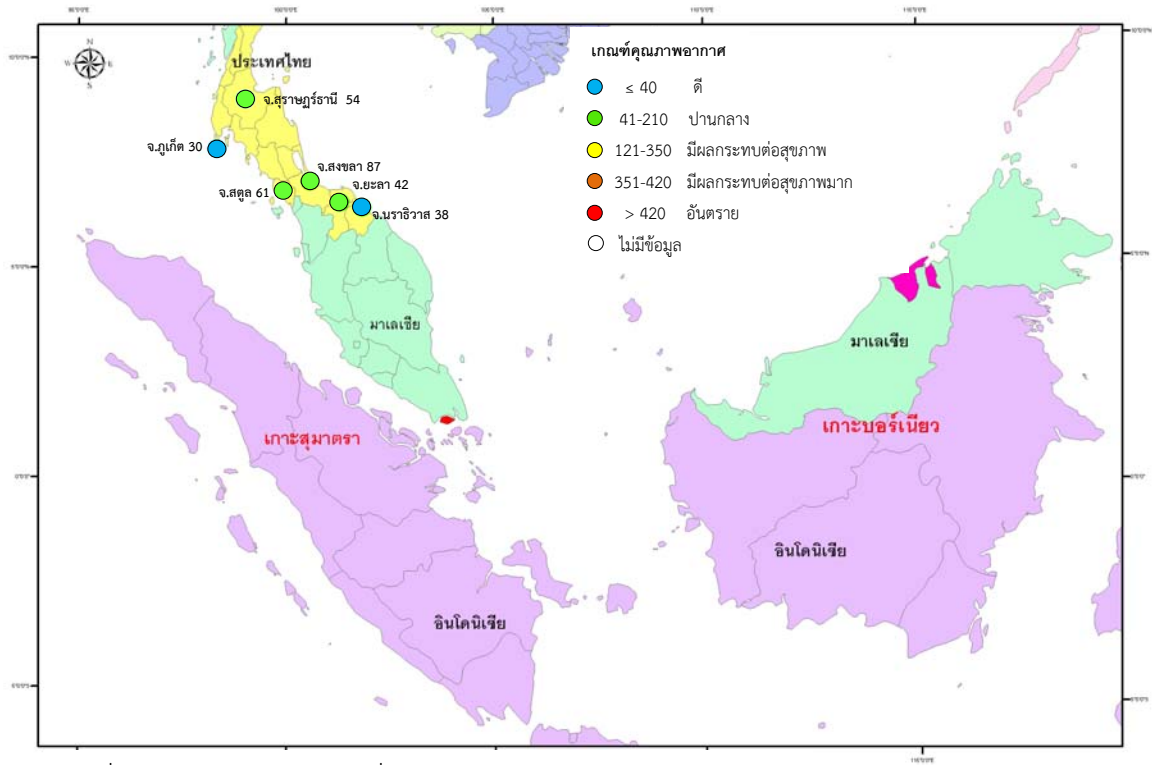 N
W
E
S
ประเทศไทย
จ.สุราษฎร์ธานี 54
จ.ภูเก็ต 30
จ.สงขลา 87
จ.ยะลา 42
จ.สตูล 61
จ.นราธิวาส 38
เกณฑ์คุณภาพอากาศ
≤ 40 ดี
41-210 ปานกลาง
121-350 มีผลกระทบต่อสุขภาพ
351-420 มีผลกระทบต่อสุขภาพมาก
> 420 อันตราย
ไม่มีข้อมูล
มาเลเซีย
มาเลเซีย
เกาะสุมาตรา
เกาะบอร์เนียว
อินโดนิเซีย
อินโดนิเซีย